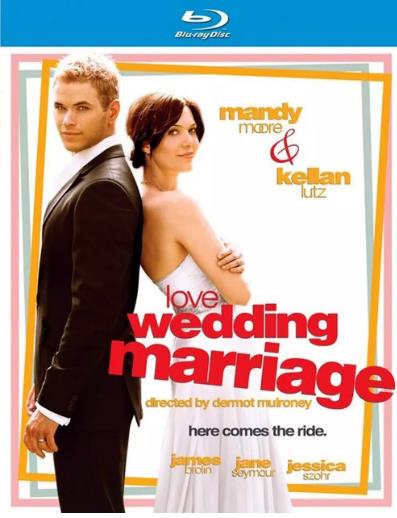 Blu-ray Disc
mandy
moore
&
kellan
lutz
love
wedding
marriage
directed by dermot mulroney
here comes the ride.
james jane jessica
brolin seymour szohr